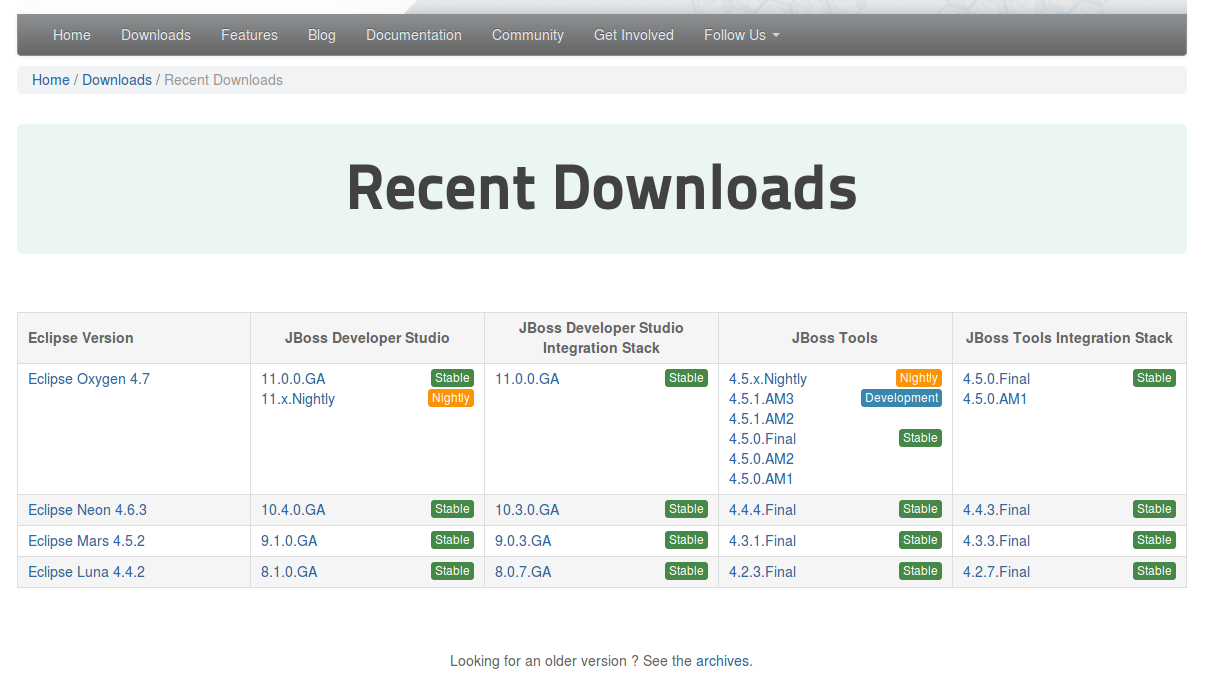 Home Downloads Features Blog Documentation Community Get Involved Follow Us
Home / Downloads / Recent Downloads
Recent Downloads
Eclipse Version JBoss Developer Studio JBoss Developer Studio Integration Stack JBoss Tools JBoss Tools Integration Stack
Eclipse Oxygen 4.7 11.0.0.GA Stable 11.0.0.GA Stable 4.5.x.Nightly Nightly 4.5.0.Final Stable
11.x.Nightly Nightly 4.5.1.AM3 Development 4.5.0.AM1
4.5.1.AM2
4.5.0.Final Stable
4.5.0.AM2
4.5.0.AM1
Eclipse Neon 4.6.3 10.4.0.GA Stable 10.3.0.GA Stable 4.4.4.Final Stable 4.4.3.Final Stable
Eclipse Mars 4.5.2 9.1.0.GA Stable 9.0.3.GA Stable 4.3.1.Final Stable 4.3.3.Final Stable
Eclipse Luna 4.4.2 8.1.0.GA Stable 8.0.7.GA Stable 4.2.3.Final Stable 4.2.7.Final Stable
Looking for an older version ? See the archives.